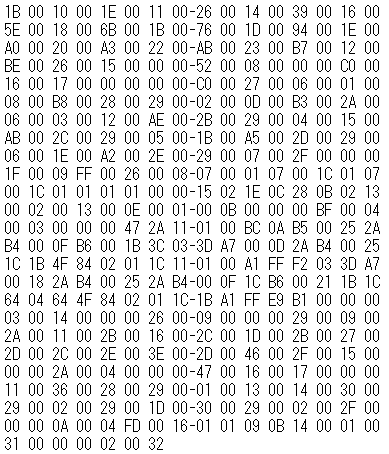 1B 00 10 00 1E 00 11 00-26 00 14 00 39 00 16 00
5E 00 18 00 6B 00 1B 00-76 00 1D 00 94 00 1E 00
A0 00 20 00 A3 00 22 00-AB 00 23 00 B7 00 12 00
BE 00 26 00 15 00 00 00-52 00 08 00 00 00 C0 00
16 00 17 00 00 00 00 00-C0 00 27 00 06 00 01 00
08 00 B8 00 28 00 29 00-02 00 0D 00 B3 00 2A 00
06 00 03 00 12 00 AE 00-2B 00 29 00 04 00 15 00
AB 00 2C 00 29 00 05 00-1B 00 A5 00 2D 00 29 00
06 00 1E 00 A2 00 2E 00-29 00 07 00 2F 00 00 00
1F 00 09 FF 00 26 00 08-07 00 01 07 00 1C 01 07
00 1C 01 01 01 01 00 00-15 02 1E 0C 28 0B 02 13
00 02 00 13 00 0E 00 01-00 0B 00 00 00 BF 00 04
00 03 00 00 00 47 2A 11-01 00 BC 0A B5 00 25 2A
B4 00 0F B6 00 1B 3C 03-3D A7 00 0D 2A B4 00 25
1C 1B 4F 84 02 01 1C 11-01 00 A1 FF F2 03 3D A7
00 18 2A B4 00 25 2A B4-00 0F 1C B6 00 21 1B 1C
64 04 64 4F 84 02 01 1C-1B A1 FF E9 B1 00 00 00
03 00 14 00 00 00 26 00-09 00 00 00 29 00 09 00
2A 00 11 00 2B 00 16 00-2C 00 1D 00 2B 00 27 00
2D 00 2C 00 2E 00 3E 00-2D 00 46 00 2F 00 15 00
00 00 2A 00 04 00 00 00-47 00 16 00 17 00 00 00
11 00 36 00 28 00 29 00-01 00 13 00 14 00 30 00
29 00 02 00 29 00 1D 00-30 00 29 00 02 00 2F 00
00 00 0A 00 04 FD 00 16-01 01 09 0B 14 00 01 00
31 00 00 00 02 00 32